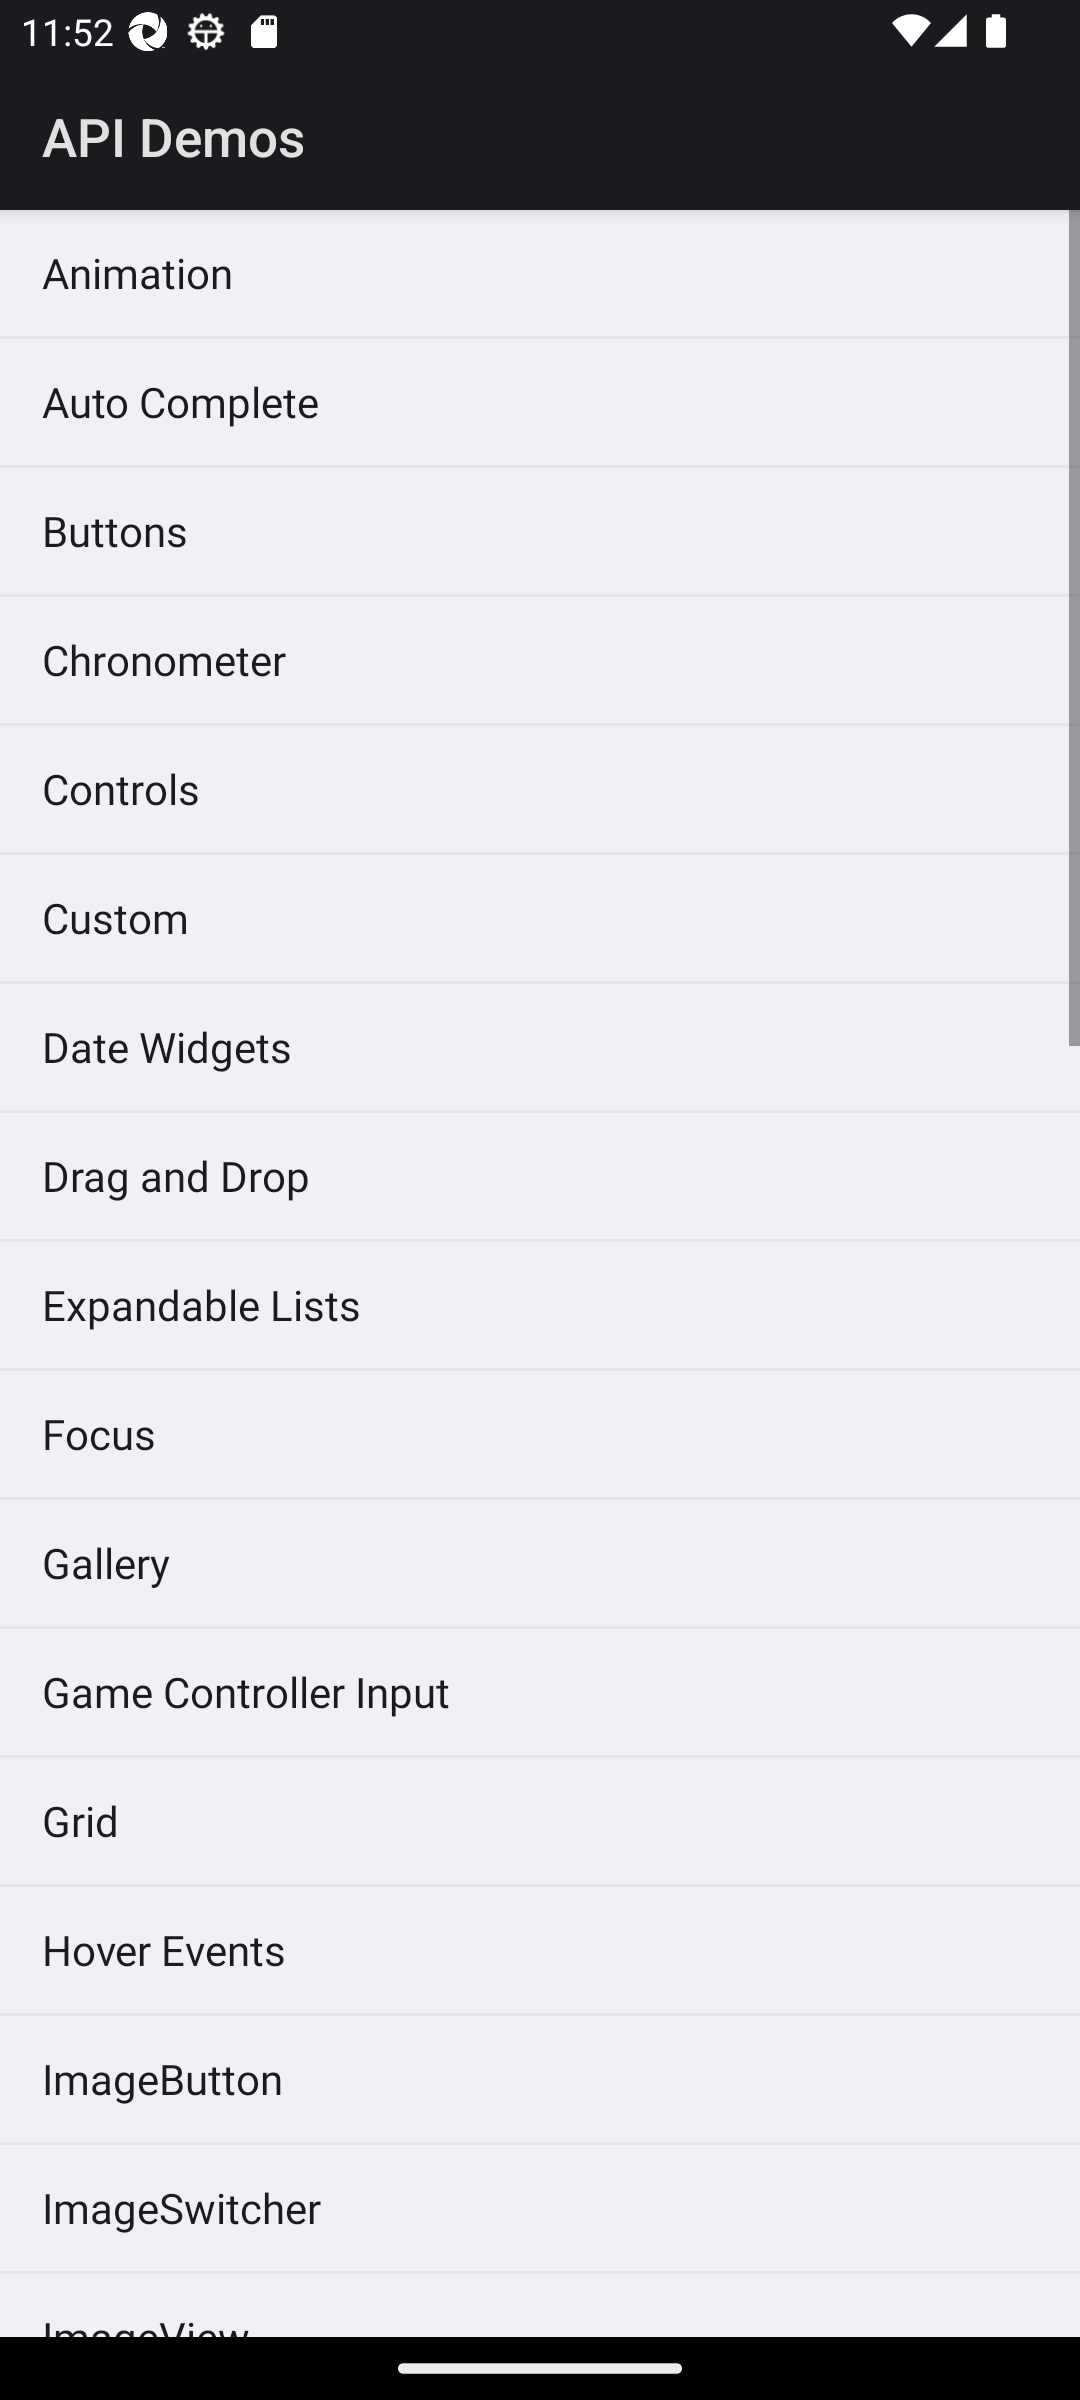 11:52
API Demos
Animation
Auto Complete
Buttons
Chronometer
Controls
Custom
Date Widgets
Drag and Drop
Expandable Lists
Focus
Gallery
Game Controller Input
Grid
Hover Events
ImageButton
ImageSwitcher
ImageView